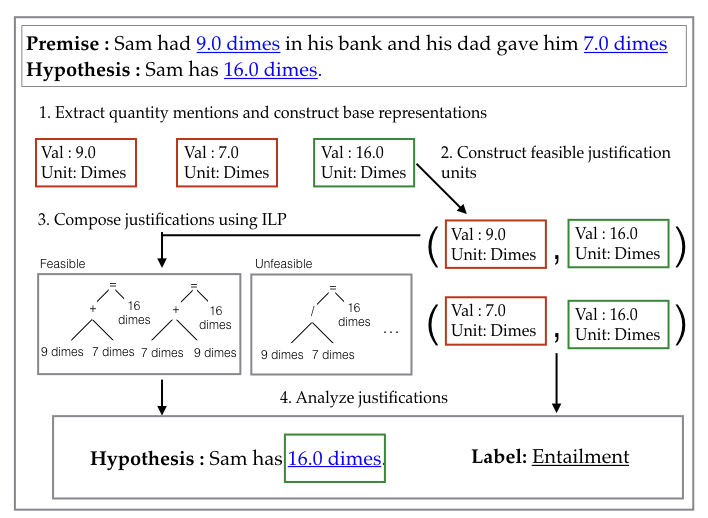 Premise : Sam had 9.0 dimes in his bank and his dad gave him 7.0 dimes
Hypothesis : Sam has 16.0 dimes.
1. Extract quantity mentions and construct base representations
Val : 9.0
Unit: Dimes
Val : 7.0
Unit: Dimes
Val : 16.0
Unit: Dimes
2. Construct feasible justification
units
3. Compose justifications using ILP
( Val : 9.0
Unit: Dimes
, Val : 16.0
Unit: Dimes )
Feasible
=
+
16
dimes
9 dimes 7 dimes
=
+
16
dimes
7 dimes 9 dimes
Unfeasible
=
/
16
dimes
9 dimes 7 dimes
...
( Val : 7.0
Unit: Dimes
, Val : 16.0
Unit: Dimes )
4. Analyze justifications
Hypothesis : Sam has 16.0 dimes.
Label: Entailment